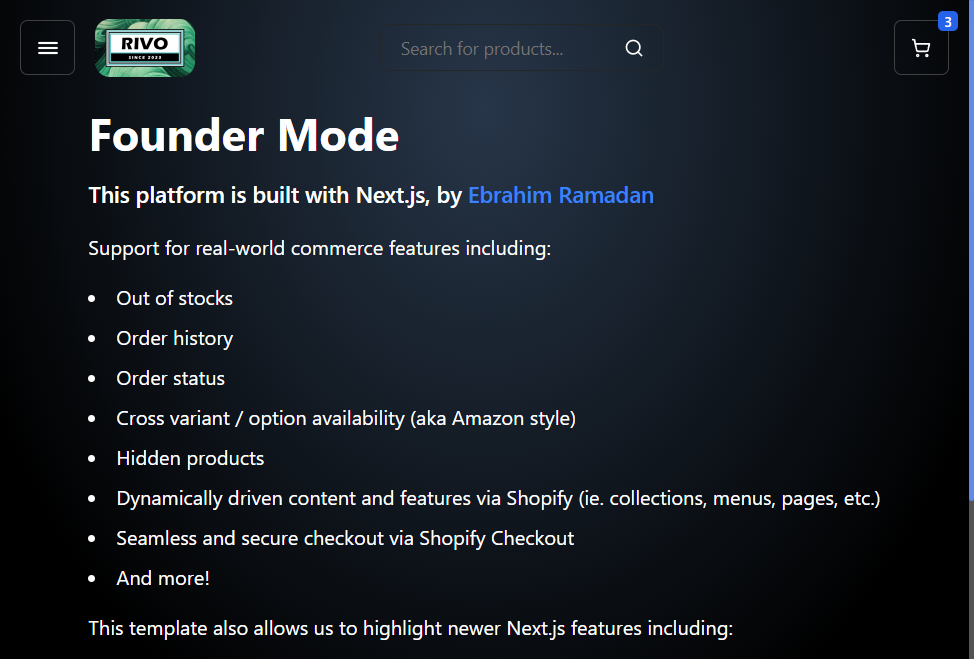 RIVO
SINCE 2023
Search for products...
3
Founder Mode
This platform is built with Next.js, by Ebrahim Ramadan
Support for real-world commerce features including:
Out of stocks
Order history
Order status
Cross variant / option availability (aka Amazon style)
Hidden products
Dynamically driven content and features via Shopify (ie. collections, menus, pages, etc.)
Seamless and secure checkout via Shopify Checkout
And more!
This template also allows us to highlight newer Next.js features including: